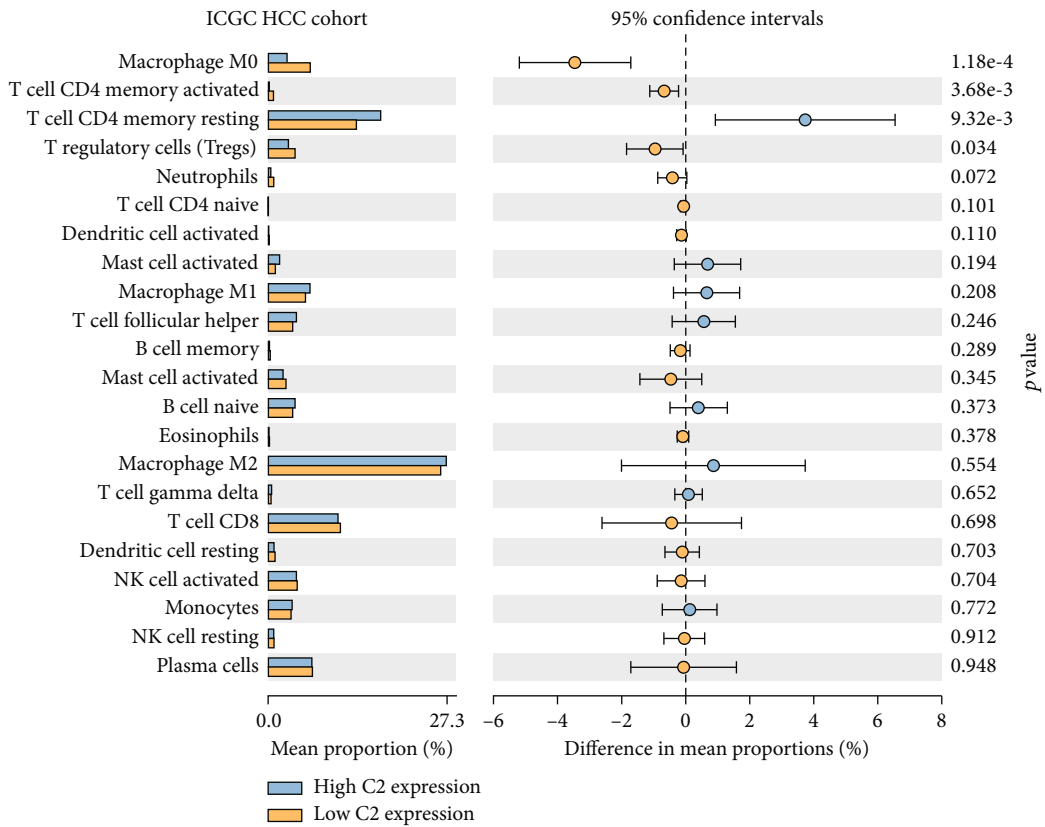 ICGC HCC cohort
95% confidence intervals
Macrophage M0
1.18e-4
T cell CD4 memory activated
3.68e-3
T cell CD4 memory resting
9.32e-3
T regulatory cells (Tregs)
0.034
Neutrophils
0.072
T cell CD4 naive
0.101
Dendritic cell activated
0.110
Mast cell activated
0.194
Macrophage M1
0.208
T cell follicular helper
0.246
B cell memory
0.289
Mast cell activated
0.345
B cell naive
0.373
Eosinophils
0.378
Macrophage M2
0.554
T cell gamma delta
0.652
T cell CD8
0.698
Dendritic cell resting
0.703
NK cell activated
0.704
Monocytes
0.772
NK cell resting
0.912
Plasma cells
0.948
p value
0.0 27.3
–6 –4 –2 0 2 4 6 8
Mean proportion (%)
Difference in mean proportions (%)
High C2 expression
Low C2 expression